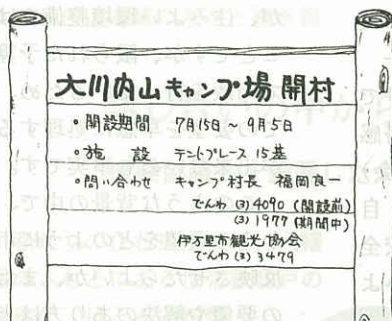 大川内山キャンプ場開村
・開設期間 7月15日～9月5日
・施 設 テントプレース 15基
・問い合わせ キャンプ村長 福岡良一
でんわ (3) 4090 (開設前)
(3) 1977 (期間中)
伊万里市観光協会
でんわ (3) 3479